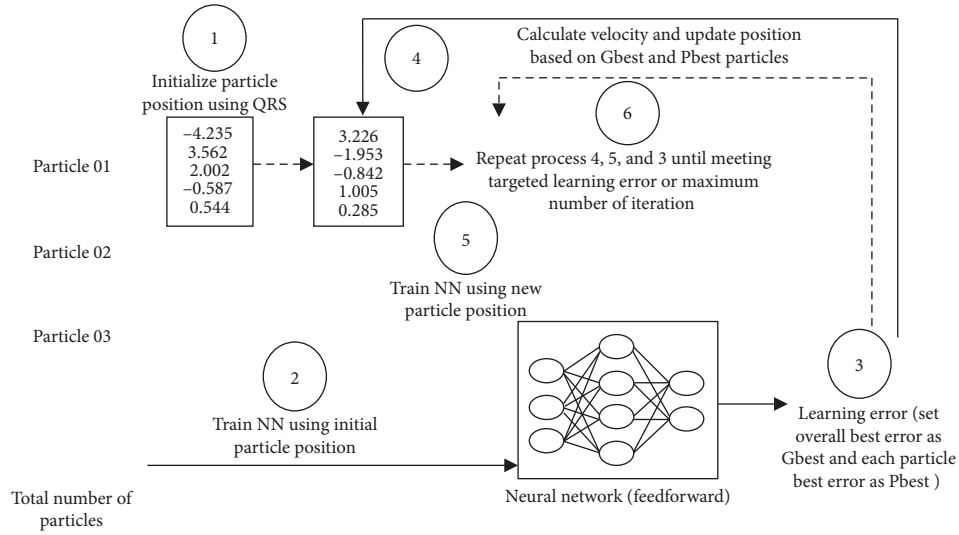 1
Initialize particle
position using QRS
4
Calculate velocity and update position
based on Gbest and Pbest particles
6
Repeat process 4, 5, and 3 until meeting
targeted learning error or maximum
number of iteration
Particle 01
–4.235
3.562
2.002
–0.587
0.544
3.226
–1.953
–0.842
1.005
0.285
Particle 02
5
Train NN using new
particle position
Particle 03
2
Train NN using initial
particle position
3
Learning error (set
overall best error as
Gbest and each particle
best error as Pbest )
Neural network (feedforward)
Total number of
particles